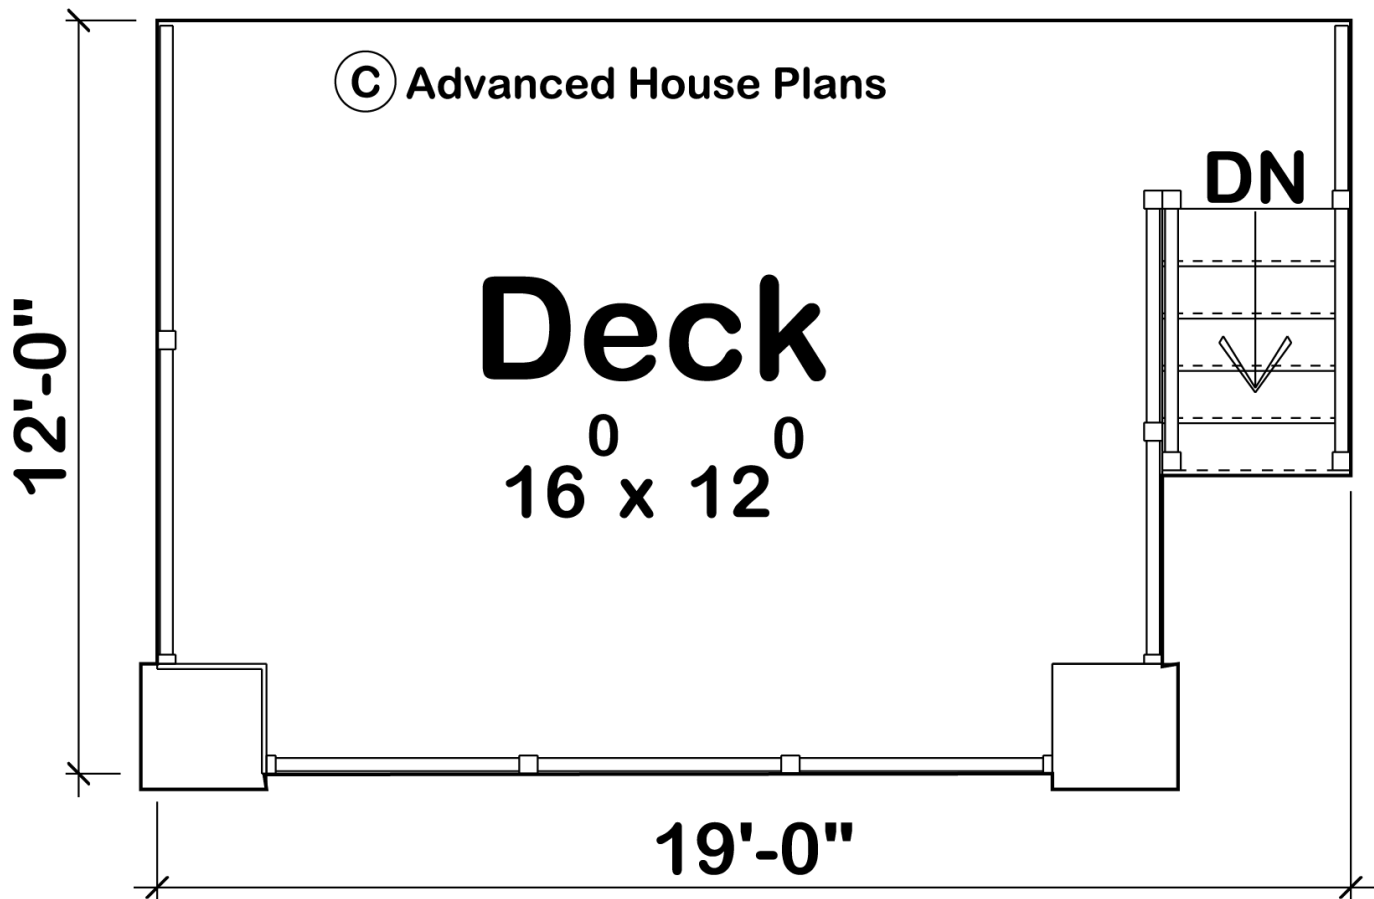 Ⓒ Advanced House Plans
DN
12'-0"
Deck
16⁰ x 12⁰
19'-0"